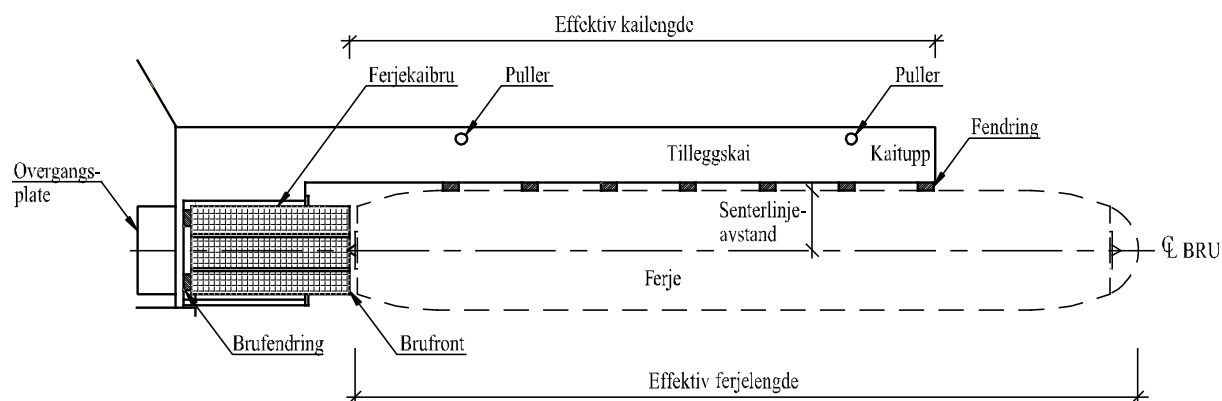 Effektiv kailengde
Ferjekaibru
Puller
Puller
Fendring
Tilleggskai
Kaitupp
Overgangs-
plate
Senterlinje-
avstand
℄ BRU
Ferje
Brufendring
Brufront
Effektiv ferjelengde